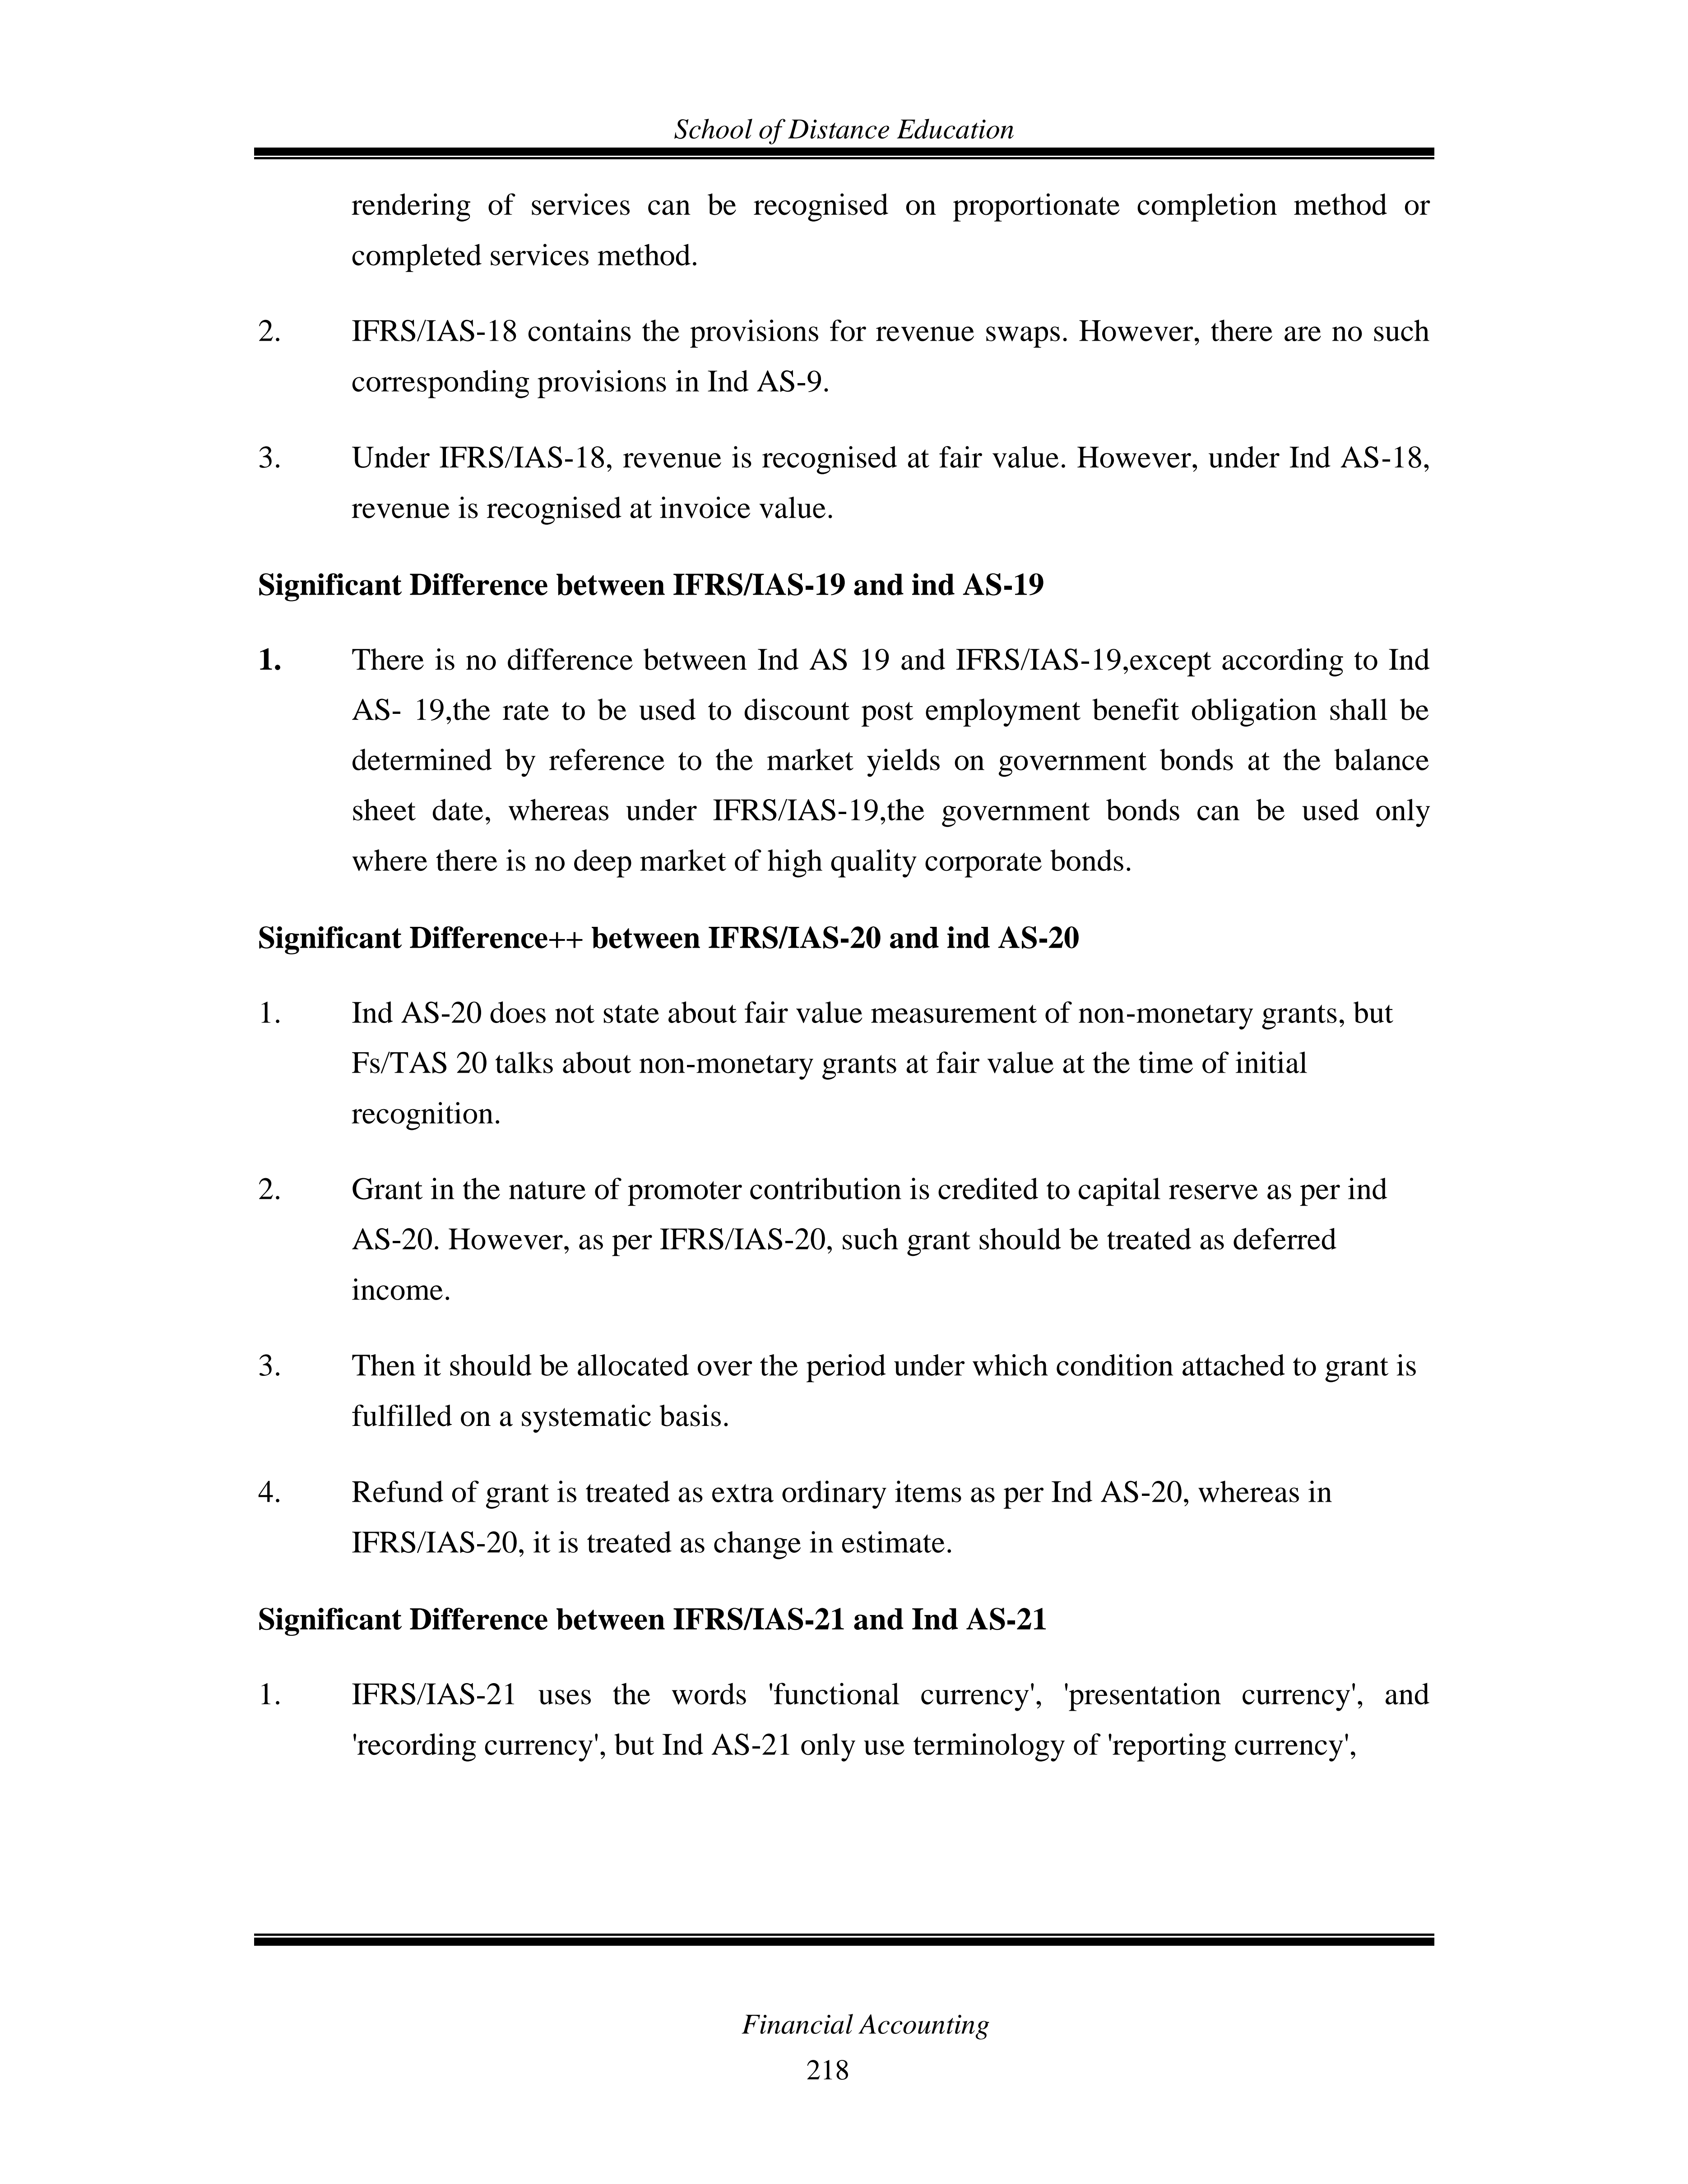 School of Distance Education
rendering of services can be recognised on proportionate completion method or
completed services method.
2. IFRS/IAS-18 contains the provisions for revenue swaps. However, there are no such
corresponding provisions in Ind AS-9.
3. Under IFRS/IAS-18, revenue is recognised at fair value. However, under Ind AS-18,
revenue is recognised at invoice value.
Significant Difference between IFRS/IAS-19 and ind AS-19
1. There is no difference between Ind AS 19 and IFRS/IAS-19,except according to Ind
AS- 19,the rate to be used to discount post employment benefit obligation shall be
determined by reference to the market yields on government bonds at the balance
sheet date, whereas under IFRS/IAS-19,the government bonds can be used only
where there is no deep market of high quality corporate bonds.
Significant Difference++ between IFRS/IAS-20 and ind AS-20
1. Ind AS-20 does not state about fair value measurement of non-monetary grants, but
Fs/TAS 20 talks about non-monetary grants at fair value at the time of initial
recognition.
2. Grant in the nature of promoter contribution is credited to capital reserve as per ind
AS-20. However, as per IFRS/IAS-20, such grant should be treated as deferred
income.
3. Then it should be allocated over the period under which condition attached to grant is
fulfilled on a systematic basis.
4. Refund of grant is treated as extra ordinary items as per Ind AS-20, whereas in
IFRS/IAS-20, it is treated as change in estimate.
Significant Difference between IFRS/IAS-21 and Ind AS-21
1. IFRS/IAS-21 uses the words 'functional currency', 'presentation currency', and
'recording currency', but Ind AS-21 only use terminology of 'reporting currency',
Financial Accounting
218